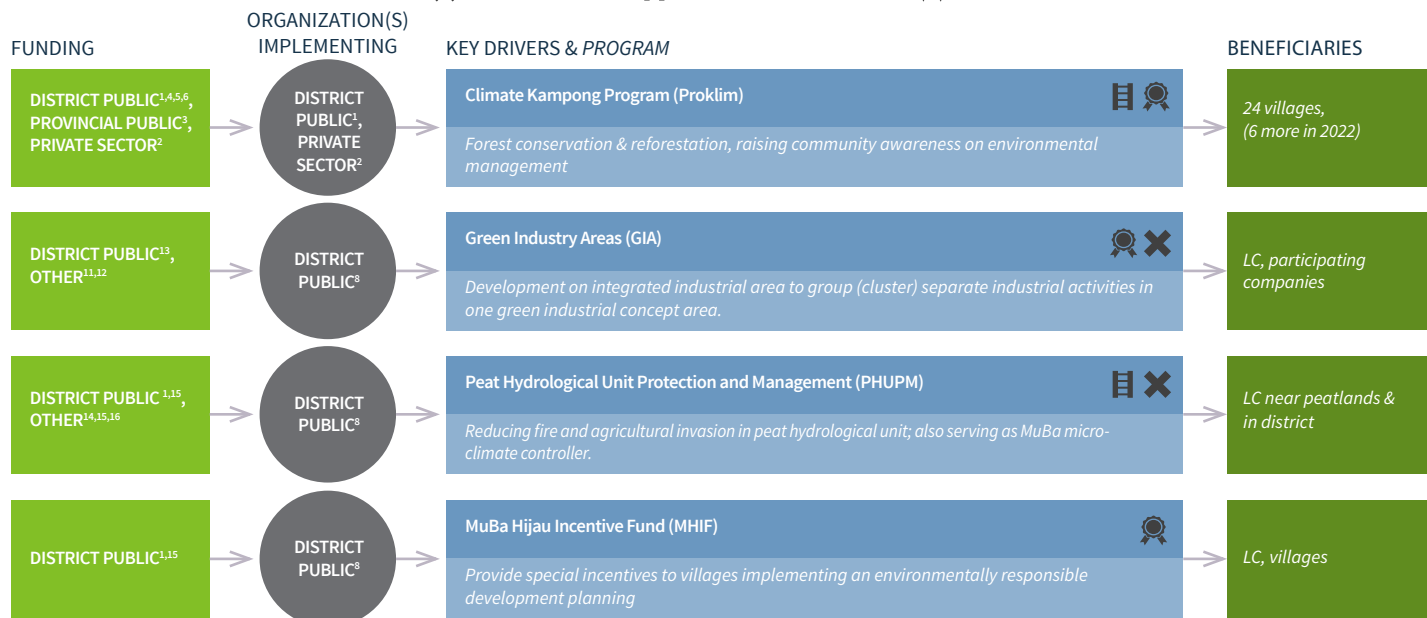 FUNDING
ORGANIZATION(S)
IMPLEMENTING
KEY DRIVERS & PROGRAM
BENEFICIARIES
DISTRICT PUBLIC1,4,5,6,
PROVINCIAL PUBLIC3,
PRIVATE SECTOR2
DISTRICT
PUBLIC1,
PRIVATE
SECTOR2
Climate Kampong Program (Proklim)
Forest conservation & reforestation, raising community awareness on environmental
management
24 villages,
(6 more in 2022)
DISTRICT PUBLIC13,
OTHER11,12
DISTRICT
PUBLIC8
Green Industry Areas (GIA)
Development on integrated industrial area to group (cluster) separate industrial activities in
one green industrial concept area.
LC, participating
companies
DISTRICT PUBLIC 1,15,
OTHER14,15,16
DISTRICT
PUBLIC8
Peat Hydrological Unit Protection and Management (PHUPM)
Reducing fire and agricultural invasion in peat hydrological unit; also serving as MuBa micro-
climate controller.
LC near peatlands &
in district
DISTRICT PUBLIC1,15
DISTRICT
PUBLIC8
MuBa Hijau Incentive Fund (MHIF)
Provide special incentives to villages implementing an environmentally responsible
development planning
LC, villages